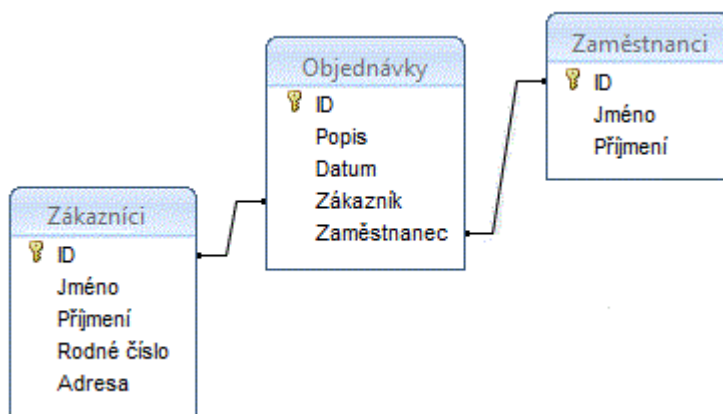 Zákazníci
ID
Jméno
Příjmení
Rodné číslo
Adresa
Objednávky
ID
Popis
Datum
Zákazník
Zaměstnanec
Zaměstnanci
ID
Jméno
Příjmení